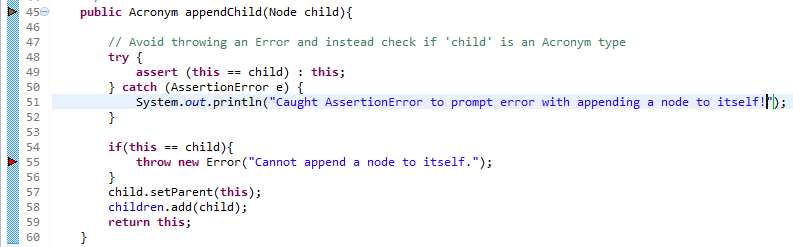 45 public Acronym appendChild(Node child){
46
47 // Avoid throwing an Error and instead check if 'child' is an Acronym type
48 try {
49 assert (this == child) : this;
50 } catch (AssertionError e) {
51 System.out.println("Caught AssertionError to prompt error with appending a node to itself!");
52 }
53
54 if(this == child){
55 throw new Error("Cannot append a node to itself.");
56 }
57 child.setParent(this);
58 children.add(child);
59 return this;
60 }